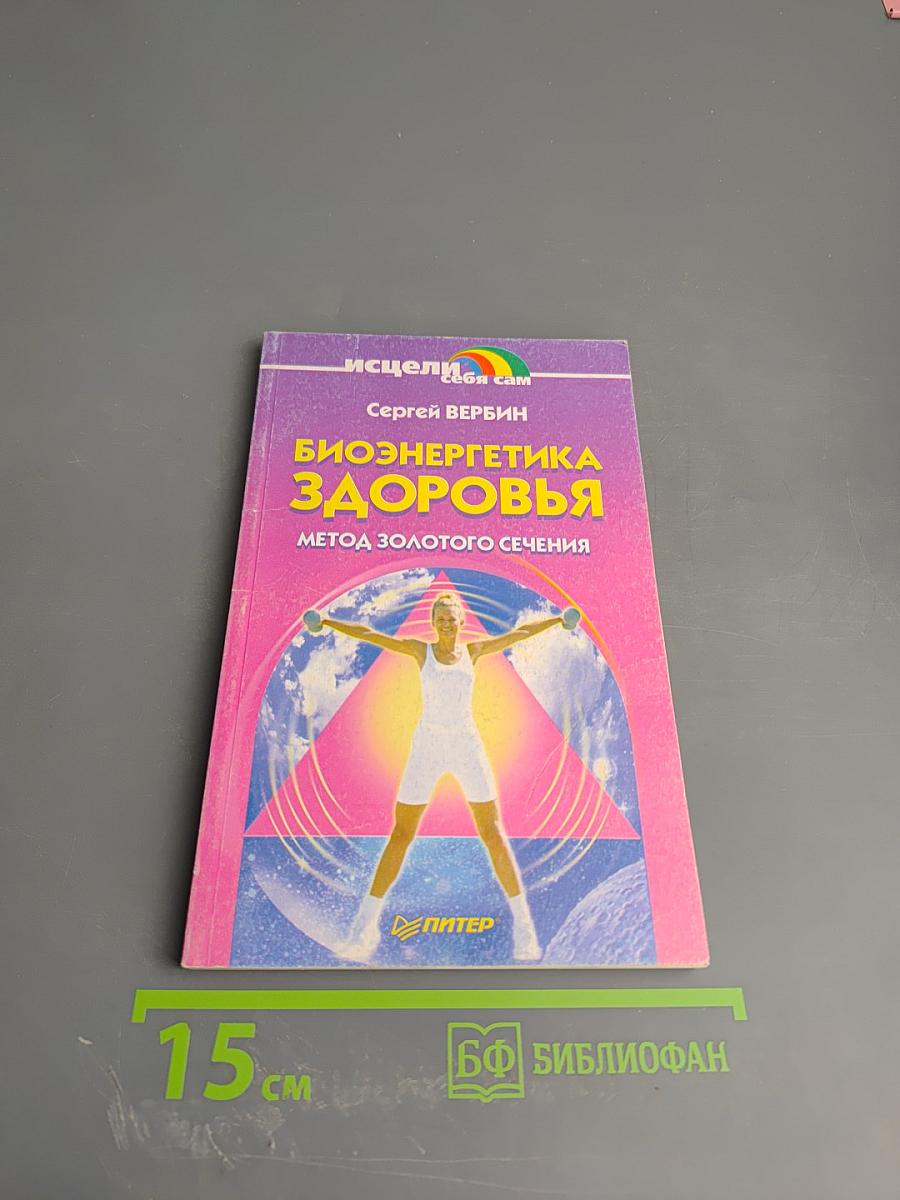 исцели
себя сам
Сергей ВЕРБИН
БИОЭНЕРГЕТИКА
ЗДОРОВЬЯ
МЕТОД ЗОЛОТОГО СЕЧЕНИЯ
ПИТЕР
15 см
БФ БИБЛИОФАН